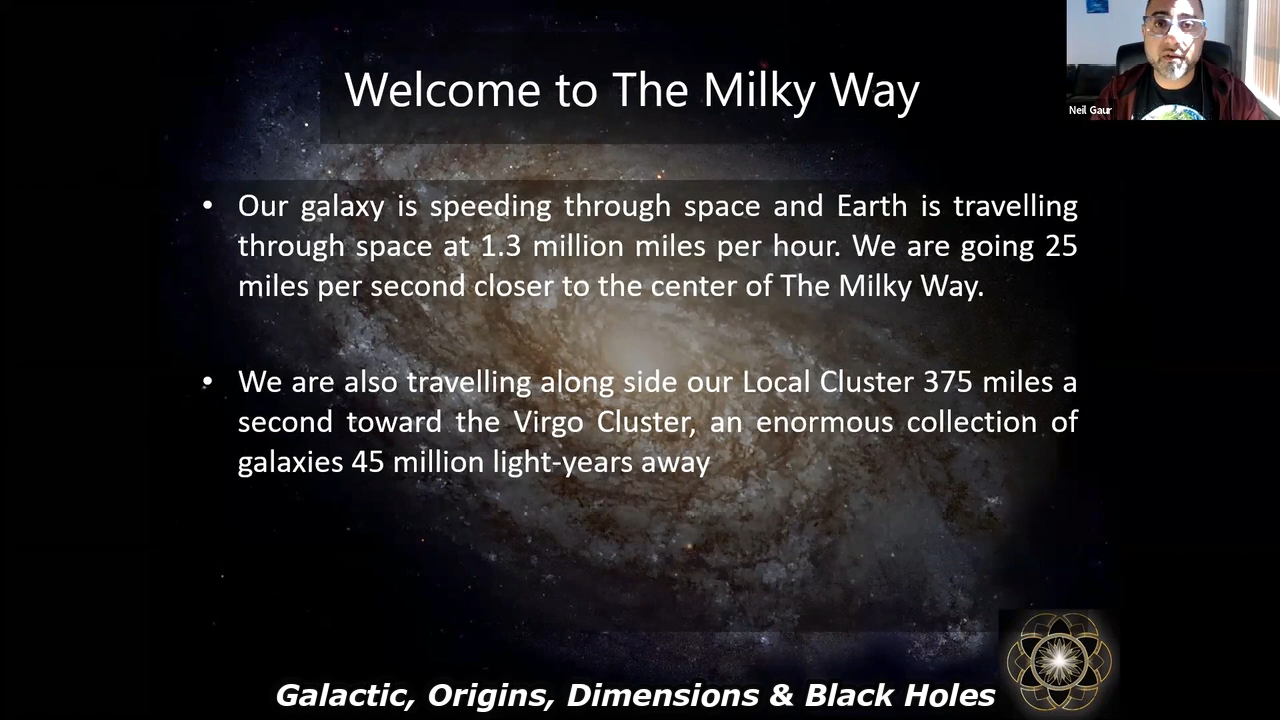 Welcome to The Milky Way
Neil Gaur
• Our galaxy is speeding through space and Earth is travelling
through space at 1.3 million miles per hour. We are going 25
miles per second closer to the center of The Milky Way.
• We are also travelling along side our Local Cluster 375 miles a
second toward the Virgo Cluster, an enormous collection of
galaxies 45 million light-years away
Galactic, Origins, Dimensions & Black Holes